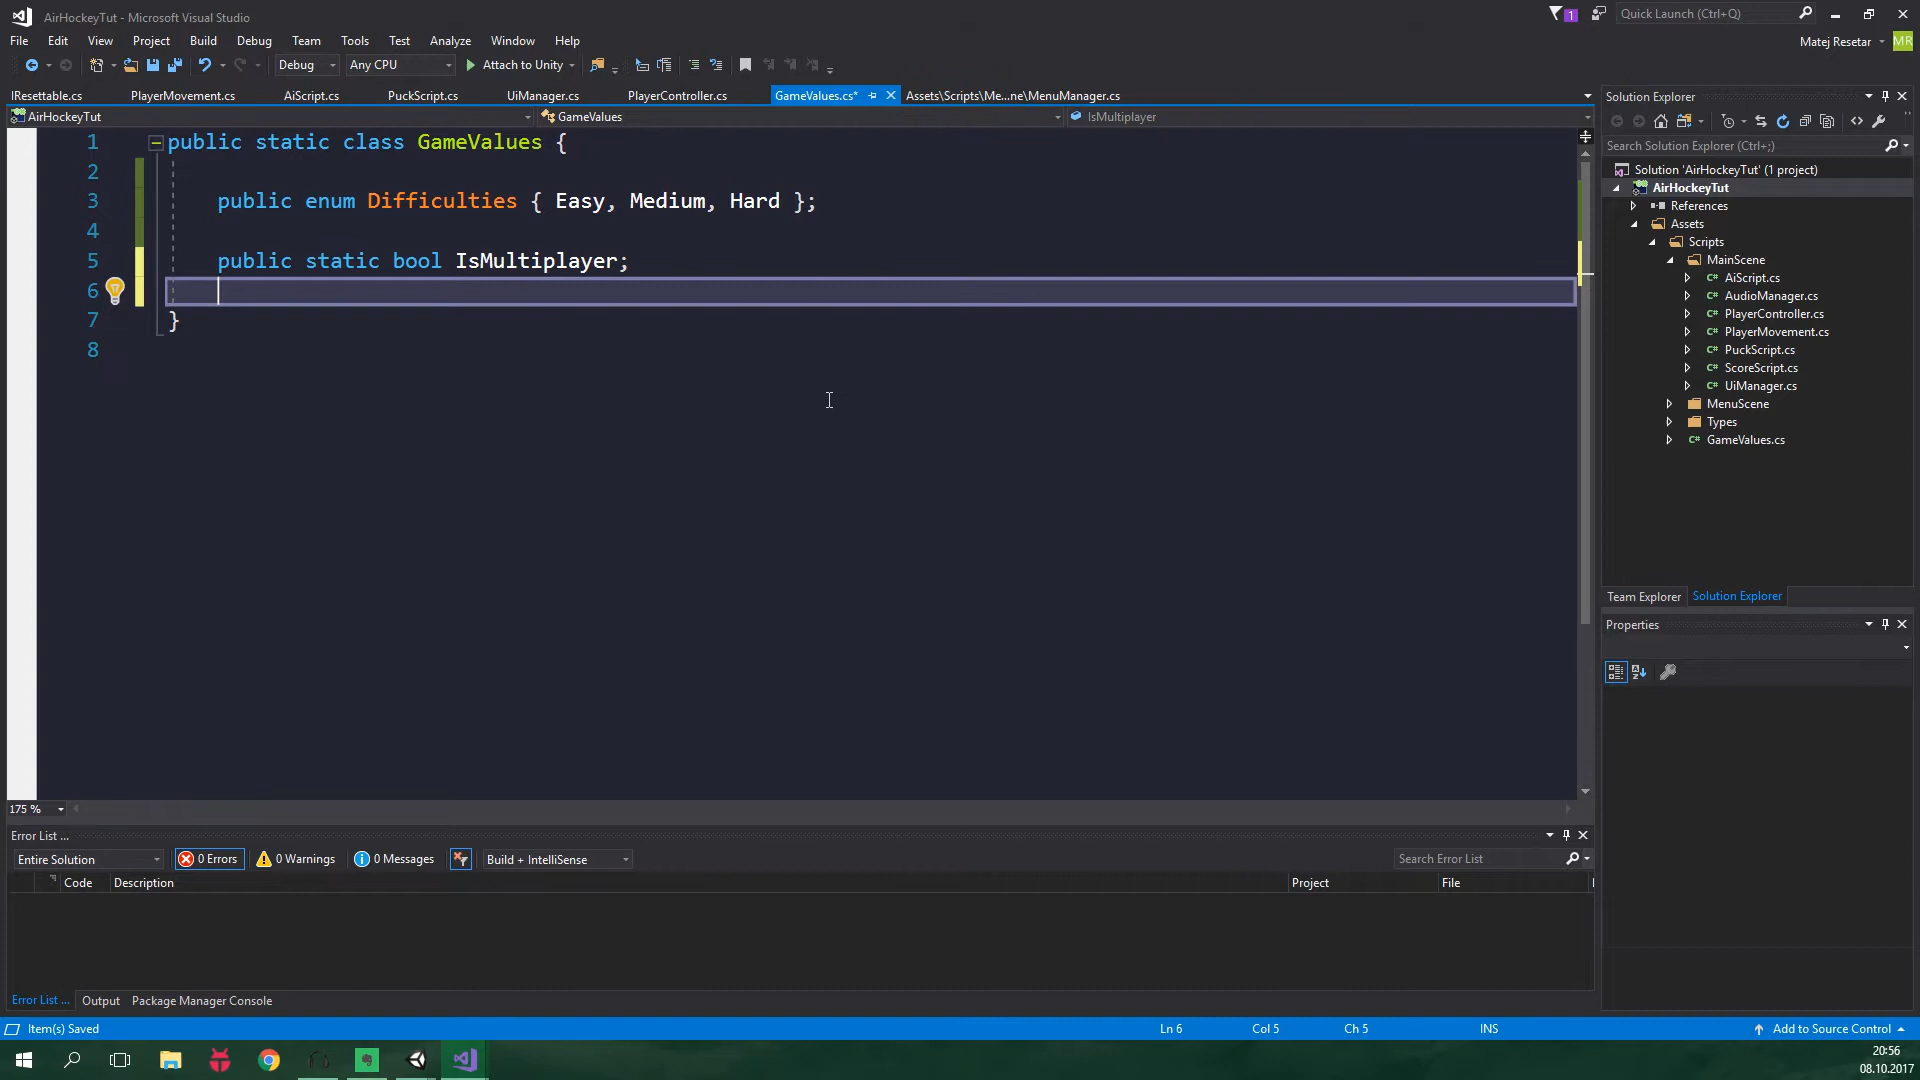 AirHockeyTut - Microsoft Visual Studio
1
Quick Launch (Ctrl+Q)
File Edit View Project Build Debug Team Tools Test Analyze Window Help
Matej Resetar MR
Debug Any CPU Attach to Unity
IResettable.cs PlayerMovement.cs AiScript.cs PuckScript.cs UiManager.cs PlayerController.cs GameValues.cs* Assets\Scripts\Me...ne\MenuManager.cs
AirHockeyTut GameValues IsMultiplayer
1 public static class GameValues {
2
3 public enum Difficulties { Easy, Medium, Hard };
4
5 public static bool IsMultiplayer;
6
7 }
8
175 %
Solution Explorer
Search Solution Explorer (Ctrl+;)
Solution 'AirHockeyTut' (1 project)
AirHockeyTut
References
Assets
Scripts
MainScene
C# AiScript.cs
C# AudioManager.cs
C# PlayerController.cs
C# PlayerMovement.cs
C# PuckScript.cs
C# ScoreScript.cs
C# UiManager.cs
MenuScene
Types
C# GameValues.cs
Team Explorer Solution Explorer
Properties
Error List ...
Entire Solution 0 Errors 0 Warnings 0 Messages Build + IntelliSense Search Error List
Code Description Project File
Error List ... Output Package Manager Console
Item(s) Saved Ln 6 Col 5 Ch 5 INS Add to Source Control
20:56
08.10.2017